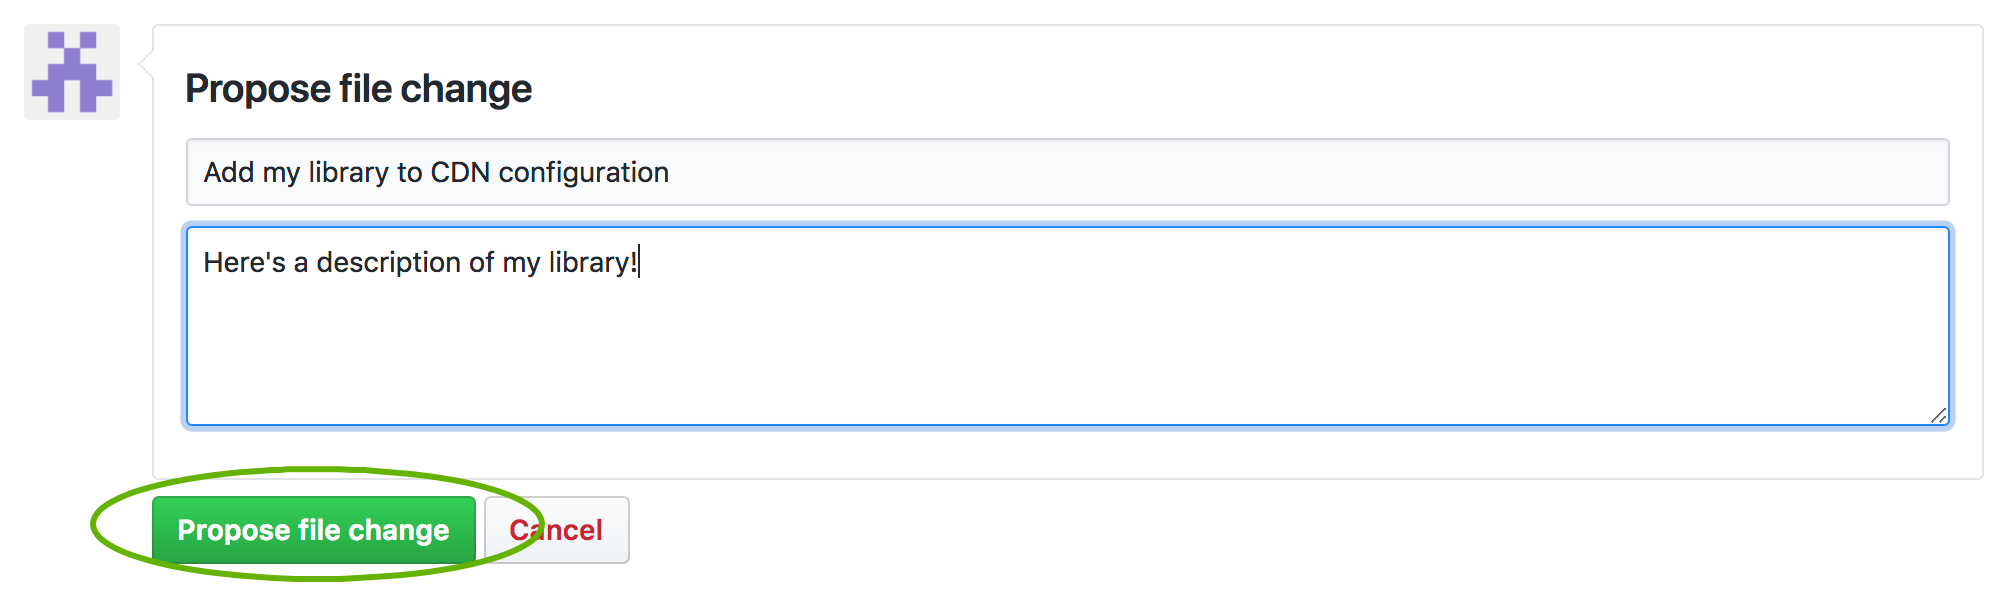 Propose file change
Add my library to CDN configuration
Here's a description of my library!
Propose file change
Cancel